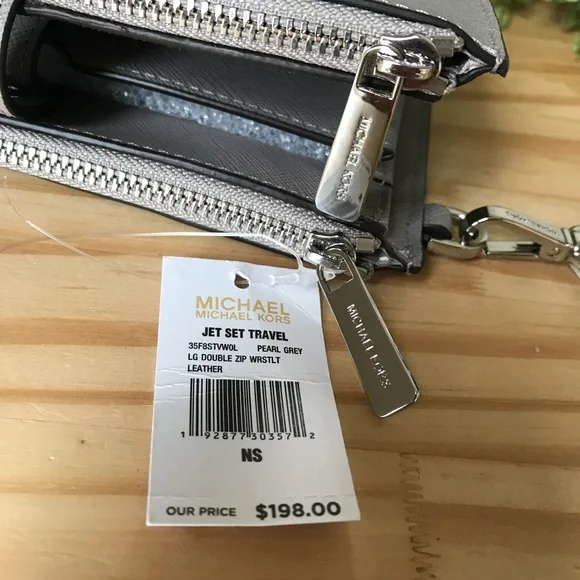 MICHAEL KORS
MICHAEL
MICHAEL KORS
JET SET TRAVEL
35F8STVW0L PEARL GREY
LG DOUBLE ZIP WRSTLT
LEATHER
1 92877 30357 2
NS
OUR PRICE $198.00
MICHAEL KORS